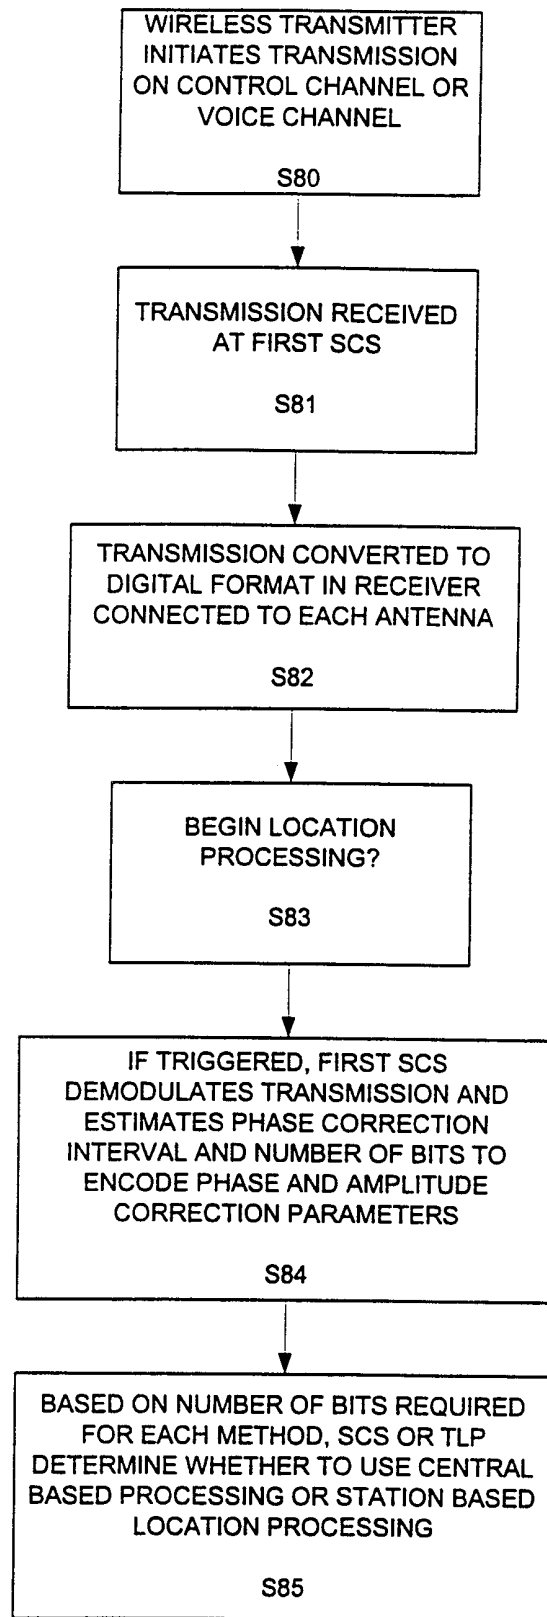 WIRELESS TRANSMITTER
INITIATES TRANSMISSION
ON CONTROL CHANNEL OR
VOICE CHANNEL
S80
TRANSMISSION RECEIVED
AT FIRST SCS
S81
TRANSMISSION CONVERTED TO
DIGITAL FORMAT IN RECEIVER
CONNECTED TO EACH ANTENNA
S82
BEGIN LOCATION
PROCESSING?
S83
IF TRIGGERED, FIRST SCS
DEMODULATES TRANSMISSION AND
ESTIMATES PHASE CORRECTION
INTERVAL AND NUMBER OF BITS TO
ENCODE PHASE AND AMPLITUDE
CORRECTION PARAMETERS
S84
BASED ON NUMBER OF BITS REQUIRED
FOR EACH METHOD, SCS OR TLP
DETERMINE WHETHER TO USE CENTRAL
BASED PROCESSING OR STATION BASED
LOCATION PROCESSING
S85